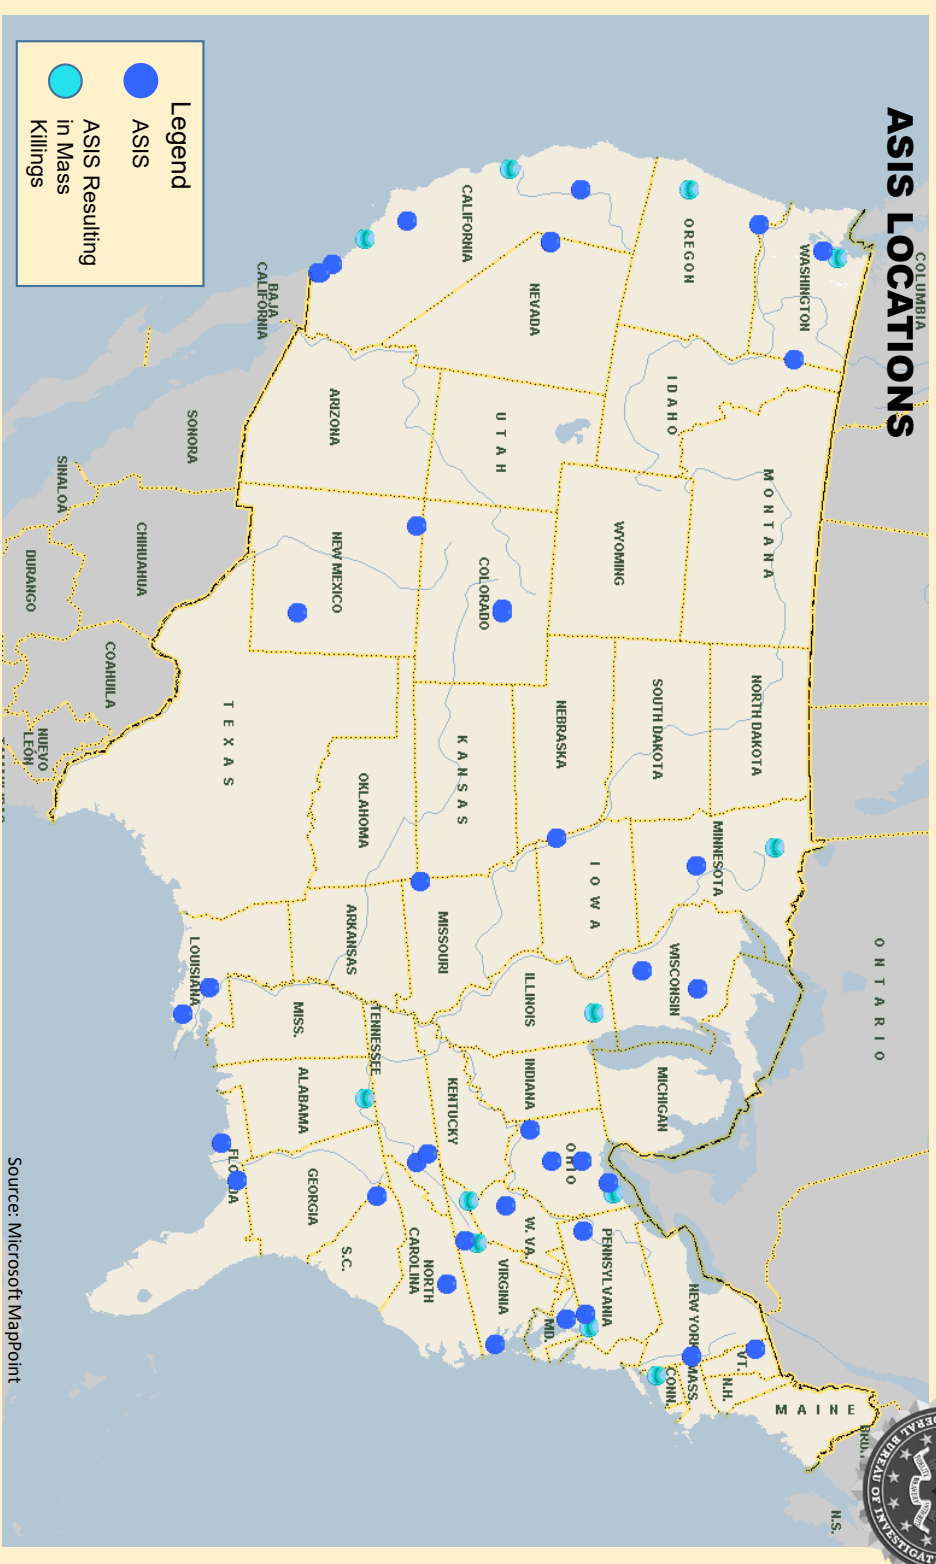 ASIS LOCATIONS
COLUMBIA
WASHINGTON
OREGON
CALIFORNIA
NEVADA
IDAHO
MONTANA
WYOMING
UTAH
ARIZONA
COLORADO
NEW MEXICO
NORTH DAKOTA
SOUTH DAKOTA
NEBRASKA
KANSAS
OKLAHOMA
TEXAS
MINNESOTA
IOWA
MISSOURI
ARKANSAS
LOUISIANA
WISCONSIN
ILLINOIS
MICHIGAN
INDIANA
OHIO
KENTUCKY
TENNESSEE
MISS.
ALABAMA
GEORGIA
FLORIDA
S.C.
NORTH
CAROLINA
VIRGINIA
W. VA.
PENNSYLVANIA
MD.
NEW YORK
VT.
N.H.
MASS
CONN.
MAINE
ONTARIO
N.S.
BAJA
CALIFORNIA
SONORA
SINALOA
CHIHUAHUA
DURANGO
COAHUILA
NUEVO
LEÓN
Legend
ASIS
ASIS Resulting
in Mass
Killings
Source: Microsoft MapPoint